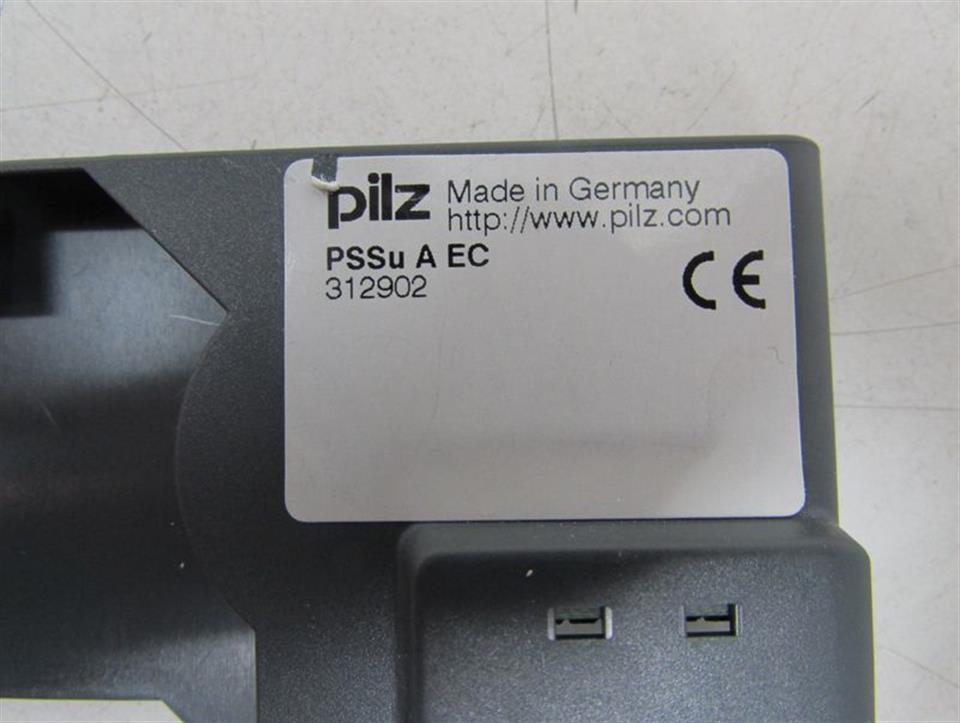 pilz Made in Germany
http://www.pilz.com
PSSu A EC
312902
CE